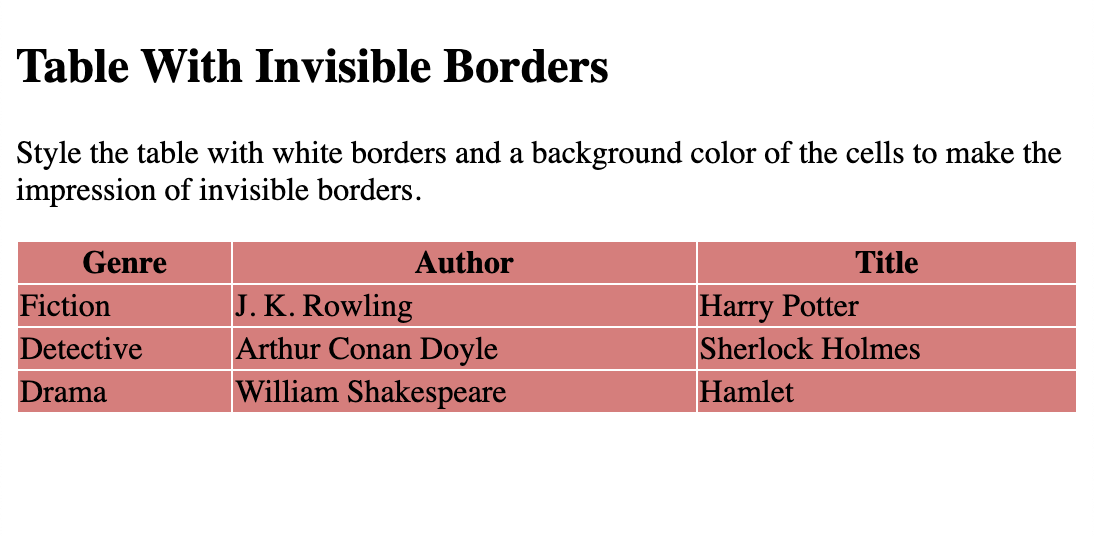 Table With Invisible Borders
Style the table with white borders and a background color of the cells to make the
impression of invisible borders.
Genre Author Title
Fiction J. K. Rowling Harry Potter
Detective Arthur Conan Doyle Sherlock Holmes
Drama William Shakespeare Hamlet